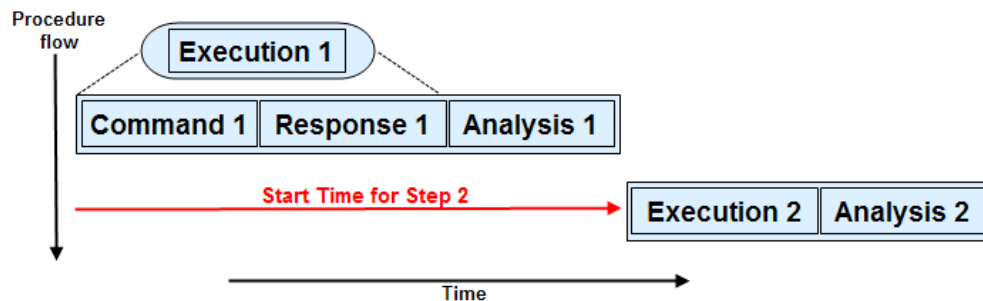 Procedure
flow
Execution 1
Command 1
Response 1
Analysis 1
Start Time for Step 2
Execution 2
Analysis 2
Time